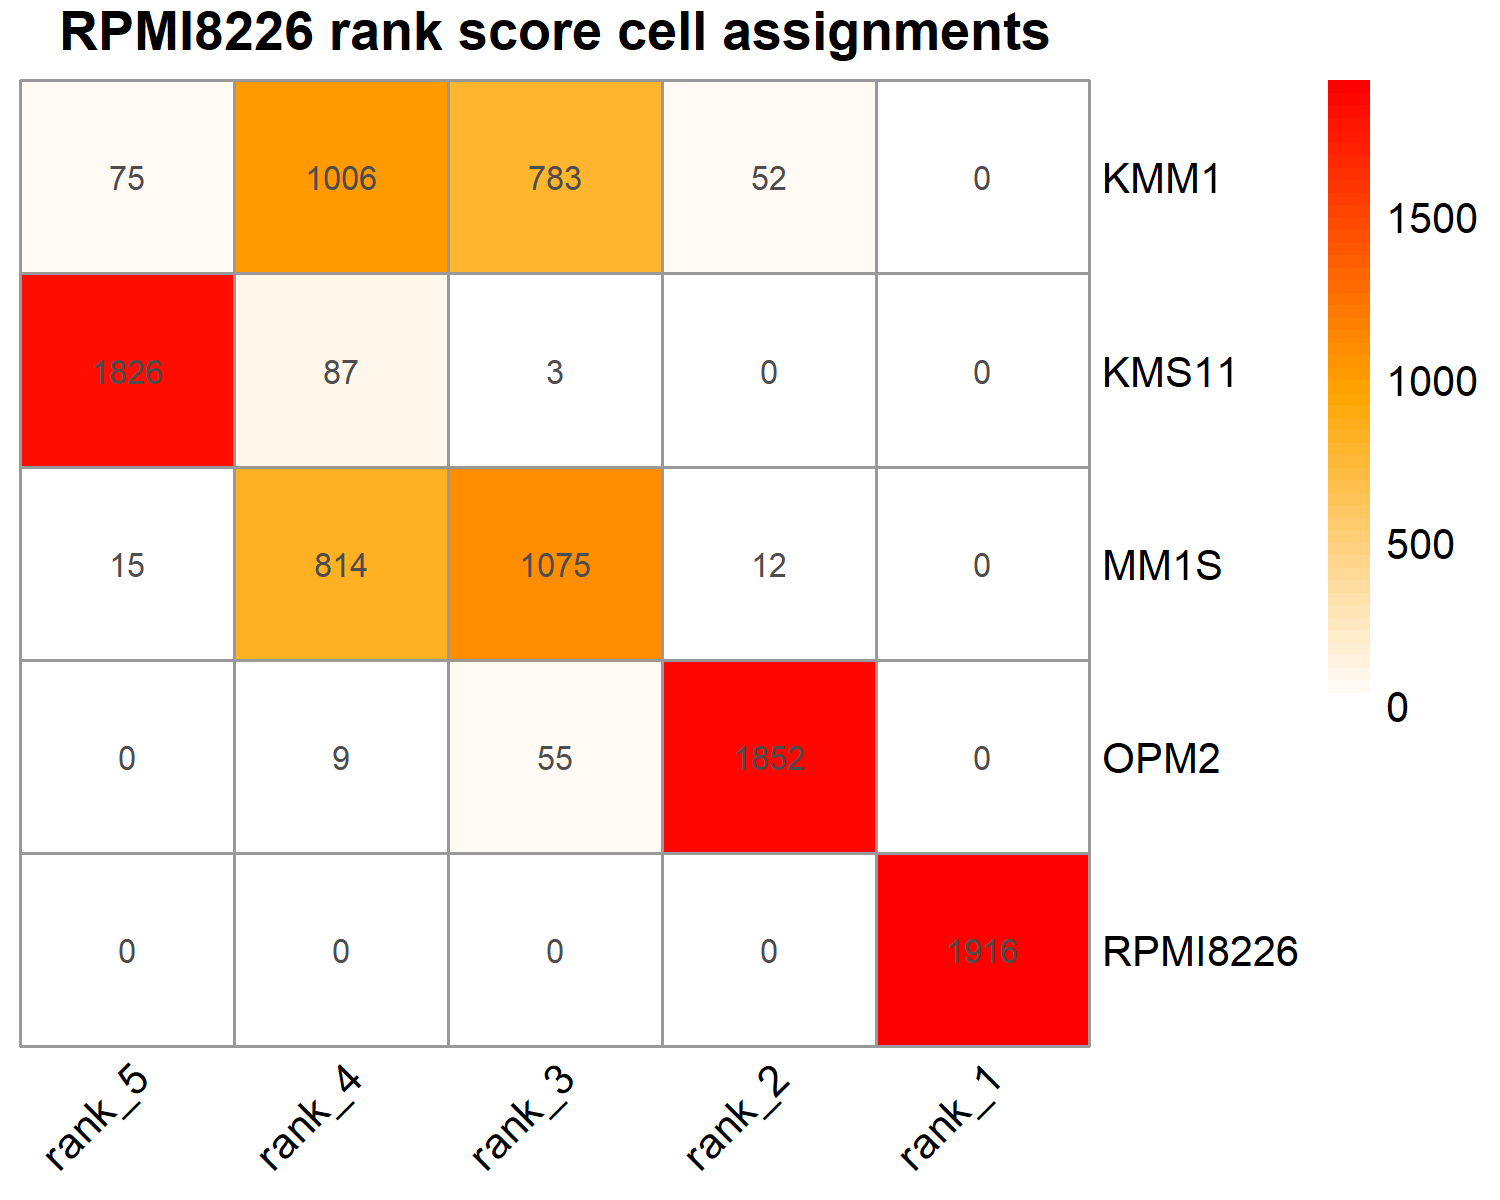 RPMI8226 rank score cell assignments
75 1006 783 52 0 KMM1
1826 87 3 0 0 KMS11
15 814 1075 12 0 MM1S
0 9 55 1852 0 OPM2
0 0 0 0 1916 RPMI8226
rank_5 rank_4 rank_3 rank_2 rank_1
1500
1000
500
0